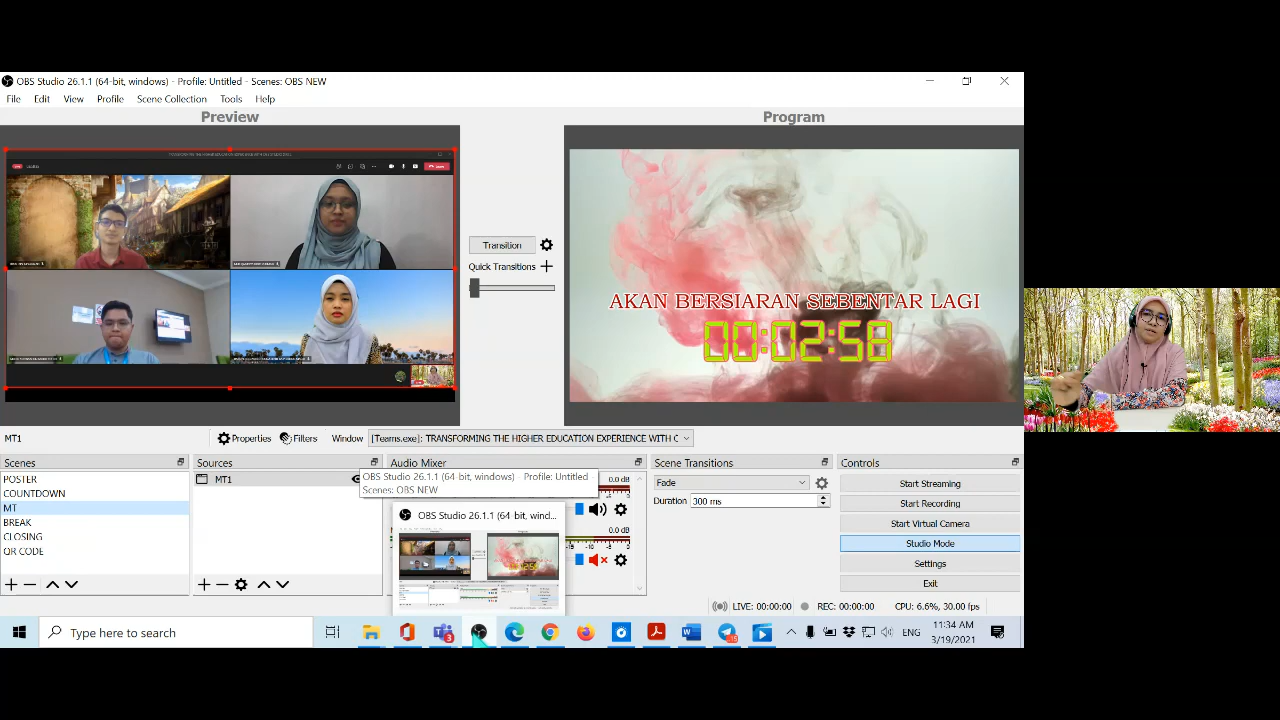 OBS Studio 26.1.1 (64-bit, windows) - Profile: Untitled - Scenes: OBS NEW
File Edit View Profile Scene Collection Tools Help
Preview
Program
Transition
Quick Transitions
AKAN BERSIARAN SEBENTAR LAGI
00:02:58
MT1
Properties
Filters
Window
[Teams.exe]: TRANSFORMING THE HIGHER EDUCATION EXPERIENCE WITH C
Scenes
Sources
Audio Mixer
Scene Transitions
Controls
POSTER
COUNTDOWN
MT
BREAK
CLOSING
QR CODE
MT1
OBS Studio 26.1.1 (64-bit, windows) - Profile: Untitled
Scenes: OBS NEW
OBS Studio 26.1.1 (64-bit, wind...
0.0 dB
0.0 dB
Fade
Duration 300 ms
Start Streaming
Start Recording
Start Virtual Camera
Studio Mode
Settings
Exit
LIVE: 00:00:00
REC: 00:00:00
CPU: 6.6%, 30.00 fps
Type here to search
3
15
ENG
11:34 AM
3/19/2021